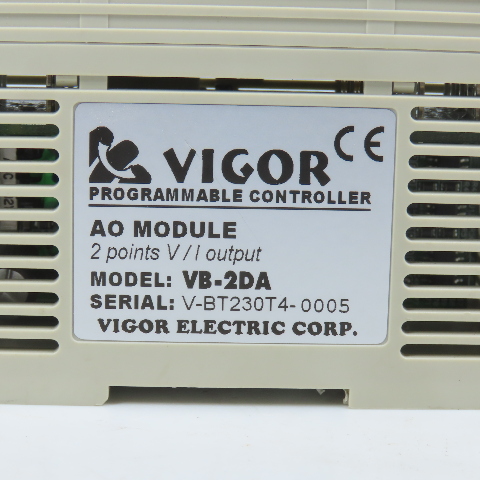 VIGOR CE
PROGRAMMABLE CONTROLLER
AO MODULE
2 points V / I output
MODEL: VB-2DA
SERIAL: V-BT230T4-0005
VIGOR ELECTRIC CORP.